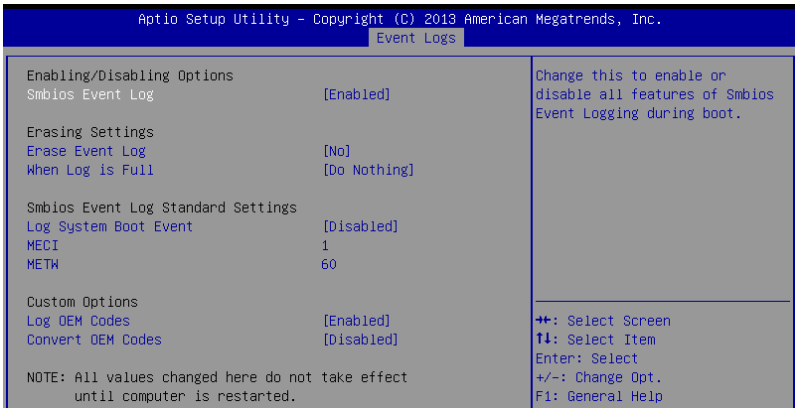 Aptio Setup Utility – Copyright (C) 2013 American Megatrends, Inc.
Event Logs
Enabling/Disabling Options
Smbios Event Log [Enabled]
Erasing Settings
Erase Event Log [No]
When Log is Full [Do Nothing]
Smbios Event Log Standard Settings
Log System Boot Event [Disabled]
MECI 1
METW 60
Custom Options
Log OEM Codes [Enabled]
Convert OEM Codes [Disabled]
NOTE: All values changed here do not take effect
until computer is restarted.
Change this to enable or
disable all features of Smbios
Event Logging during boot.
→←: Select Screen
↑↓: Select Item
Enter: Select
+/-: Change Opt.
F1: General Help